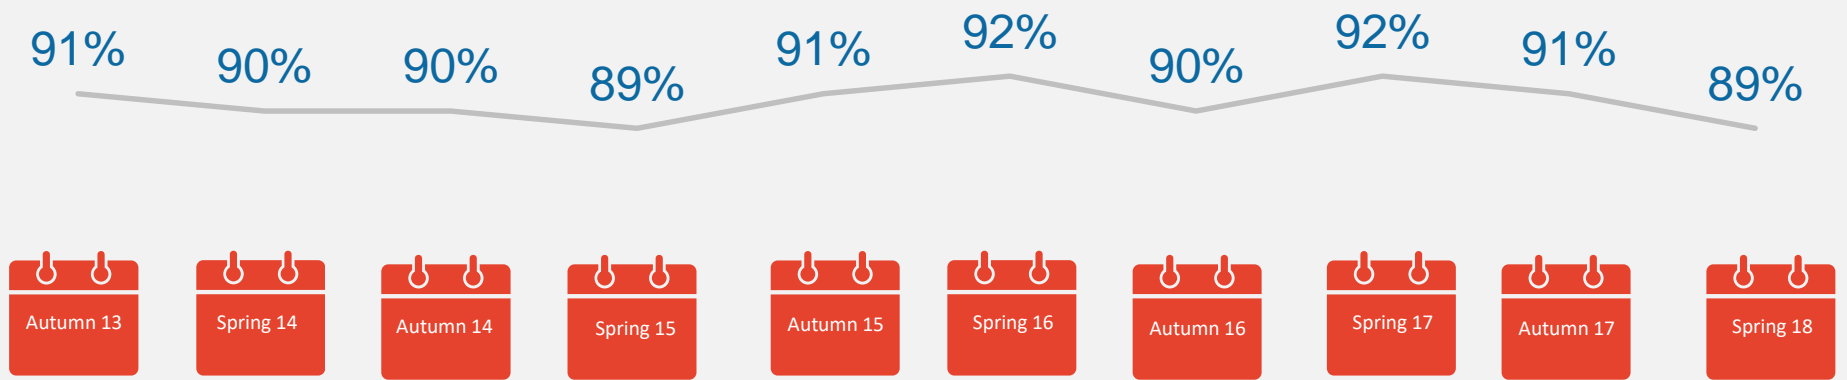 91%
90%
90%
89%
91%
92%
90%
92%
91%
89%
Autumn 13
Spring 14
Autumn 14
Spring 15
Autumn 15
Spring 16
Autumn 16
Spring 17
Autumn 17
Spring 18